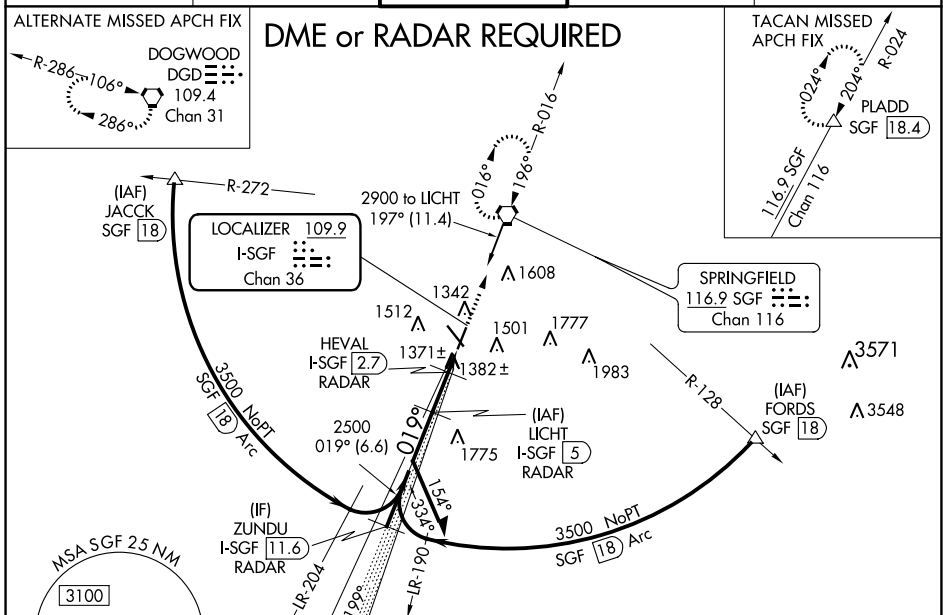 ALTERNATE MISSED APCH FIX
DOGWOOD
DGD
109.4
Chan 31
R-286
106°
286°
DME or RADAR REQUIRED
TACAN MISSED
APCH FIX
R-024
024°
204°
PLADD
SGF 18.4
116.9 SGF
Chan 116
R-016
016°
196°
(IAF)
JACCK
SGF 18
R-272
2900 to LICHT
197° (11.4)
LOCALIZER 109.9
I-SGF
Chan 36
SPRINGFIELD
116.9 SGF
Chan 116
1608
1342
1512
1501
1777
1983
1371±
1382±
3571
3548
HEVAL
I-SGF 2.7
RADAR
R-128
(IAF)
FORDS
SGF 18
(IAF)
LICHT
I-SGF 5
RADAR
1775
019°
2500
019° (6.6)
3500 NoPT
SGF 18 Arc
154°
334°
3500 NoPT
SGF 18 Arc
(IF)
ZUNDU
I-SGF 11.6
RADAR
LR-204
199°
LR-190
MSA SGF 25 NM
3100